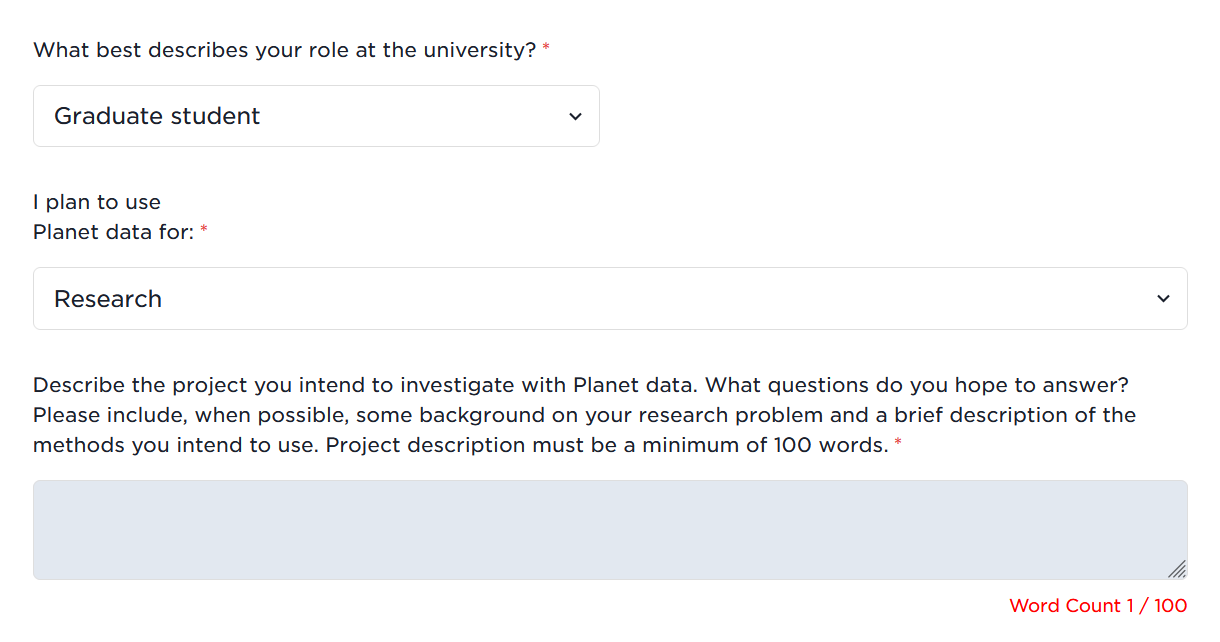 What best describes your role at the university? *
Graduate student
I plan to use
Planet data for: *
Research
Describe the project you intend to investigate with Planet data. What questions do you hope to answer?
Please include, when possible, some background on your research problem and a brief description of the
methods you intend to use. Project description must be a minimum of 100 words. *
Word Count 1 / 100